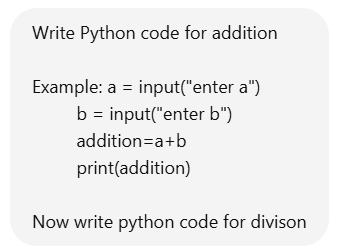 Write Python code for addition
Example: a = input("enter a")
b = input("enter b")
addition=a+b
print(addition)
Now write python code for divison